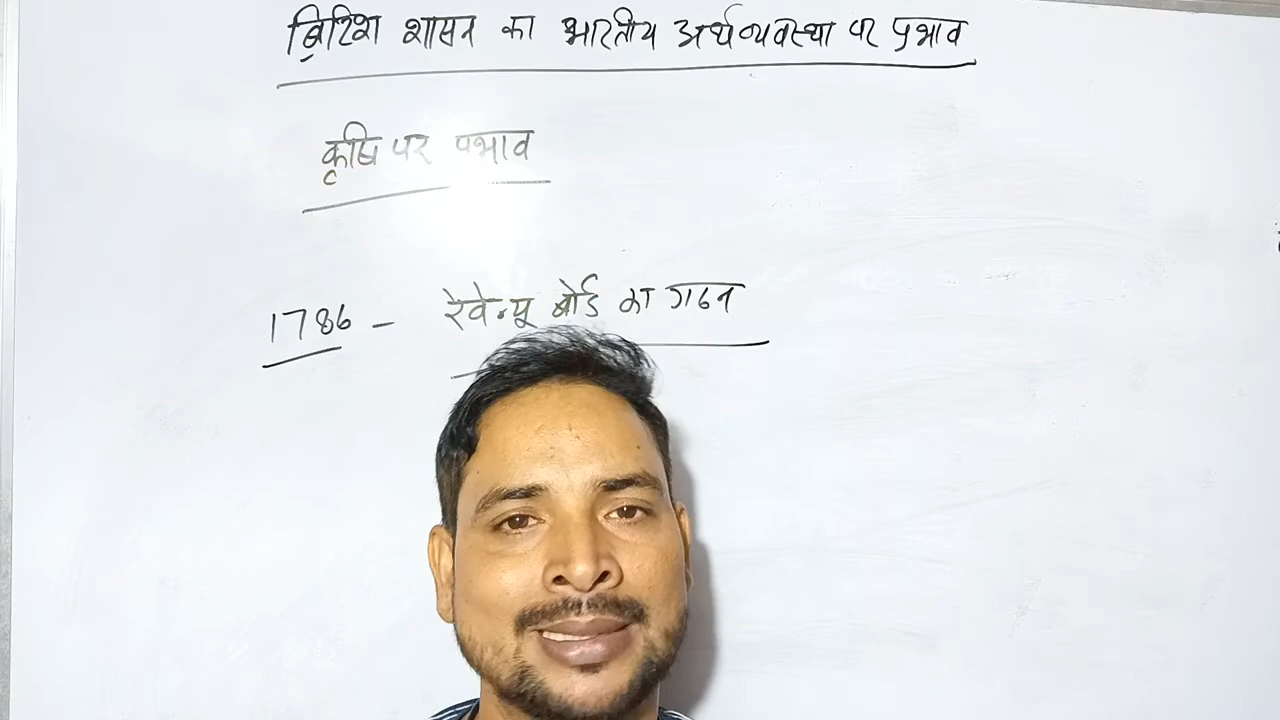 ब्रिटिश शासन का भारतीय अर्थव्यवस्था पर प्रभाव
कृषि पर प्रभाव
1786 - रेवेन्यू बोर्ड का गठन